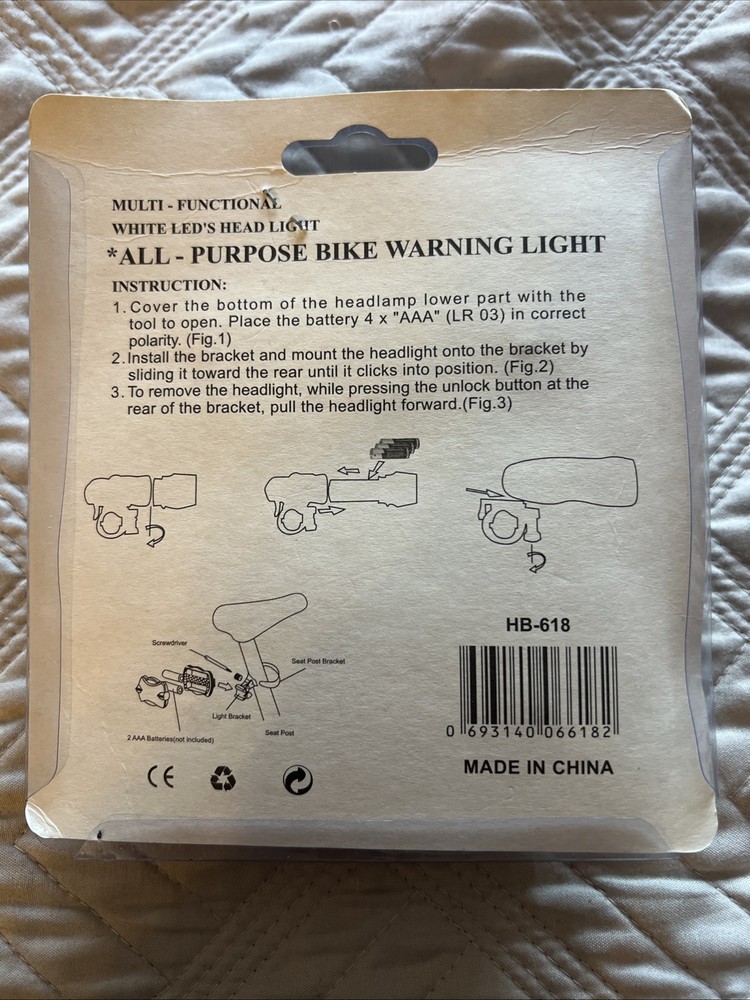 MULTI - FUNCTIONAL
WHITE LED'S HEAD LIGHT
*ALL - PURPOSE BIKE WARNING LIGHT
INSTRUCTION:
1. Cover the bottom of the headlamp lower part with the
tool to open. Place the battery 4 x "AAA" (LR 03) in correct
polarity. (Fig.1)
2. Install the bracket and mount the headlight onto the bracket by
sliding it toward the rear until it clicks into position. (Fig.2)
3. To remove the headlight, while pressing the unlock button at the
rear of the bracket, pull the headlight forward.(Fig.3)
Screwdriver
Seat Post Bracket
Light Bracket
Seat Post
2 AAA Batteries(not included)
CE
HB-618
0 693140 066182
MADE IN CHINA